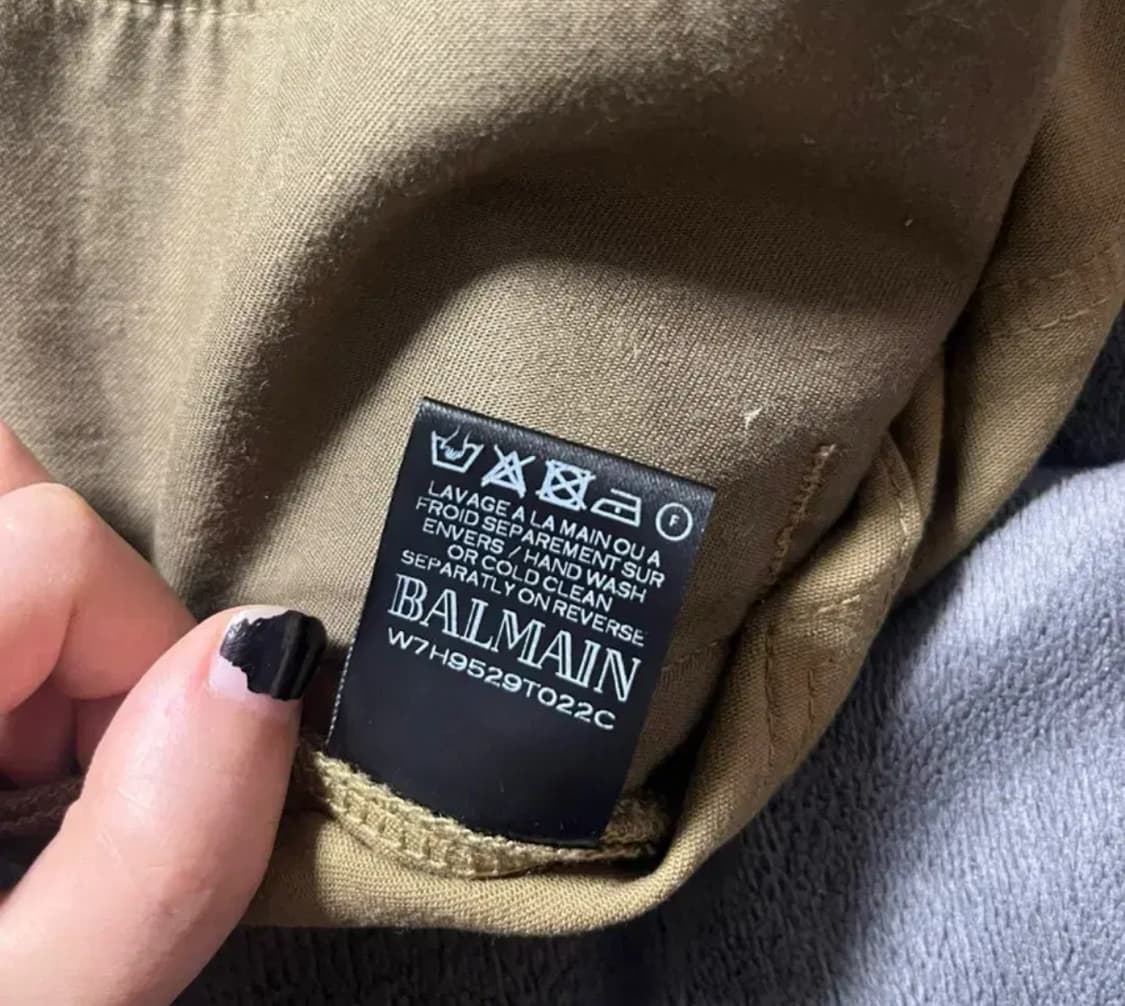 F
LAVAGE A LA MAIN OU A
FROID SEPAREMENT SUR
ENVERS / HAND WASH
OR COLD CLEAN
SEPARATLY ON REVERSE
BALMAIN
W7H9529T022C